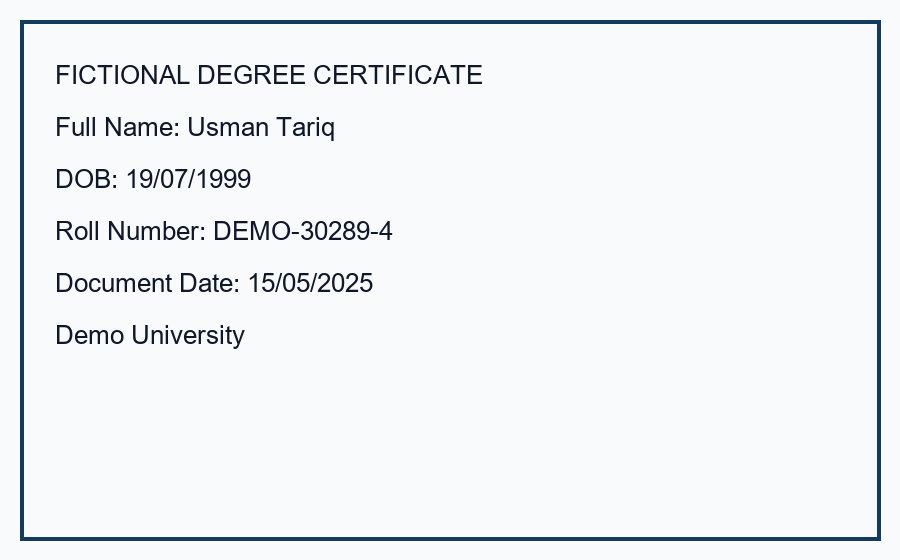 FICTIONAL DEGREE CERTIFICATE
Full Name: Usman Tariq
DOB: 19/07/1999
Roll Number: DEMO-30289-4
Document Date: 15/05/2025
Demo University